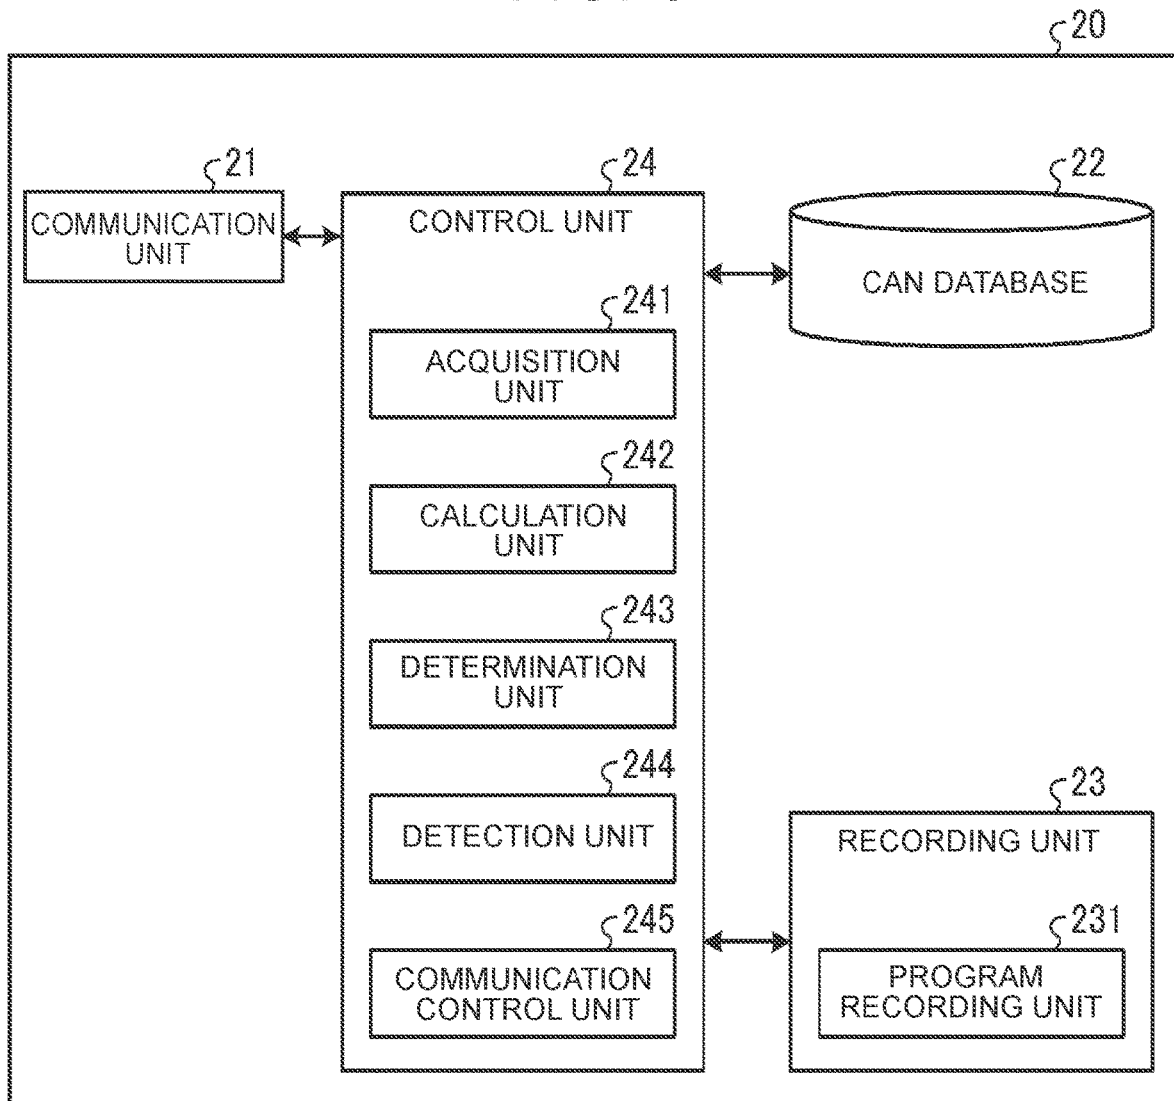 20
21
COMMUNICATION
UNIT
24
CONTROL UNIT
22
CAN DATABASE
241
ACQUISITION
UNIT
242
CALCULATION
UNIT
243
DETERMINATION
UNIT
244
DETECTION UNIT
245
COMMUNICATION
CONTROL UNIT
23
RECORDING UNIT
231
PROGRAM
RECORDING UNIT